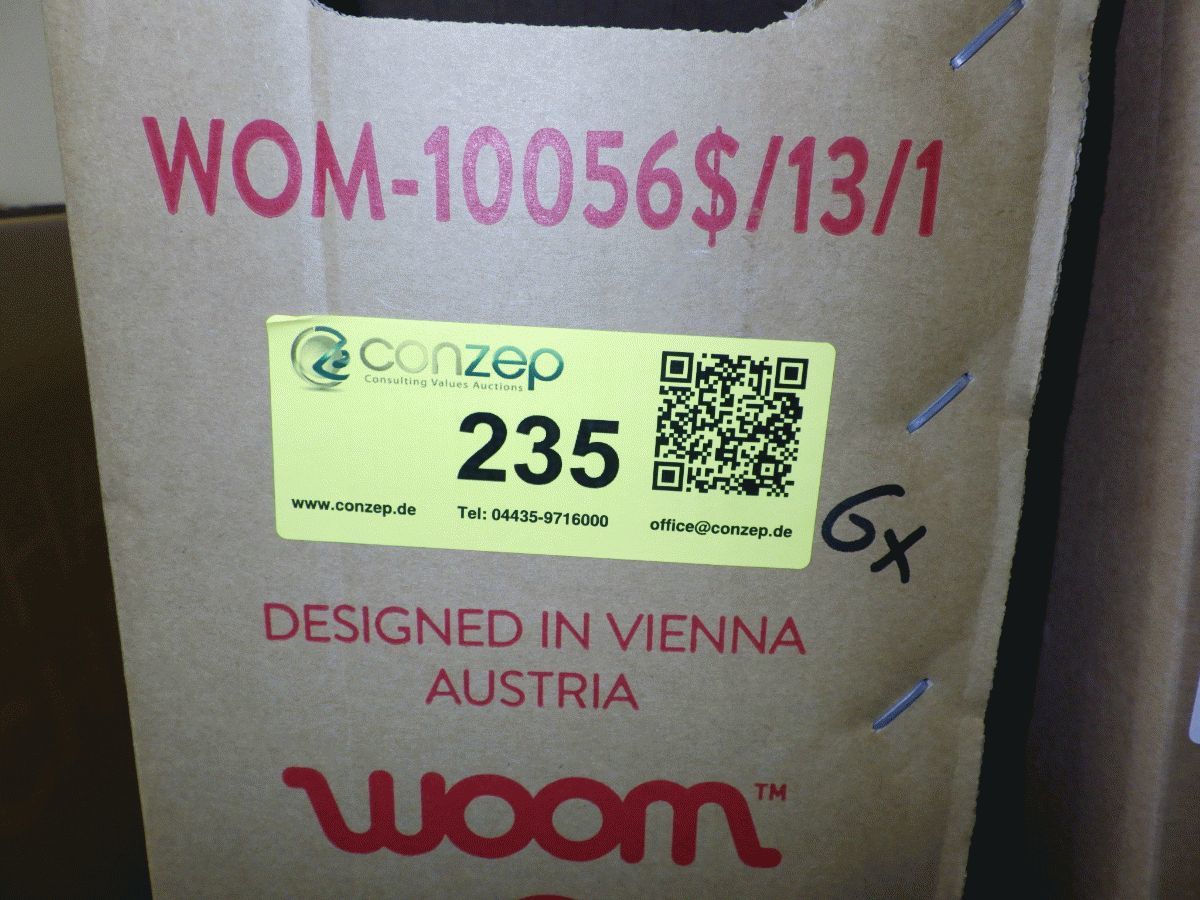 WOM-10056$/13/1
conzep
Consulting Values Auctions
235
www.conzep.de Tel: 04435-9716000 office@conzep.de
6x
DESIGNED IN VIENNA
AUSTRIA
woom™